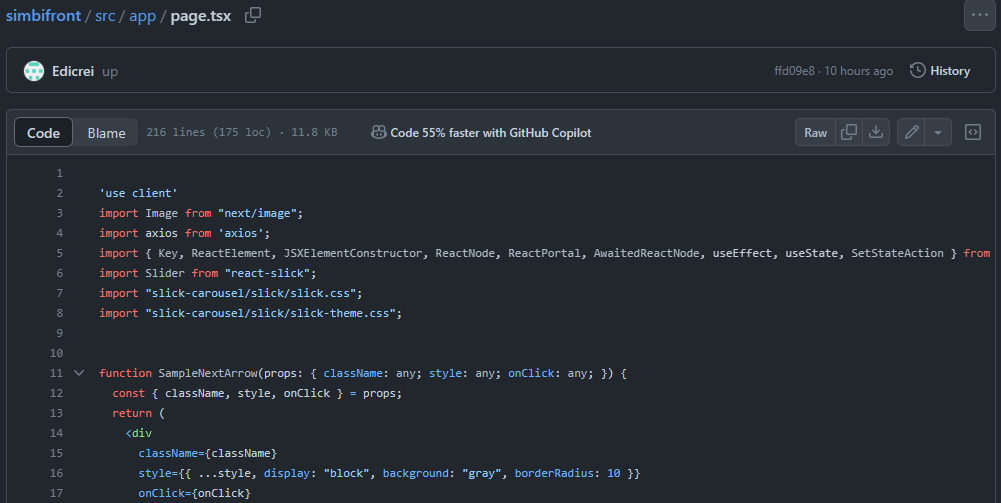 simbifront / src / app / page.tsx
Edicrei up ffd09e8 · 10 hours ago History
Code Blame 216 lines (175 loc) · 11.8 KB Code 55% faster with GitHub Copilot Raw
1
2 'use client'
3 import Image from "next/image";
4 import axios from 'axios';
5 import { Key, ReactElement, JSXElementConstructor, ReactNode, ReactPortal, AwaitedReactNode, useEffect, useState, SetStateAction } from
6 import Slider from "react-slick";
7 import "slick-carousel/slick/slick.css";
8 import "slick-carousel/slick/slick-theme.css";
9
10
11 function SampleNextArrow(props: { className: any; style: any; onClick: any; }) {
12 const { className, style, onClick } = props;
13 return (
14 <div
15 className={className}
16 style={{ ...style, display: "block", background: "gray", borderRadius: 10 }}
17 onClick={onClick}